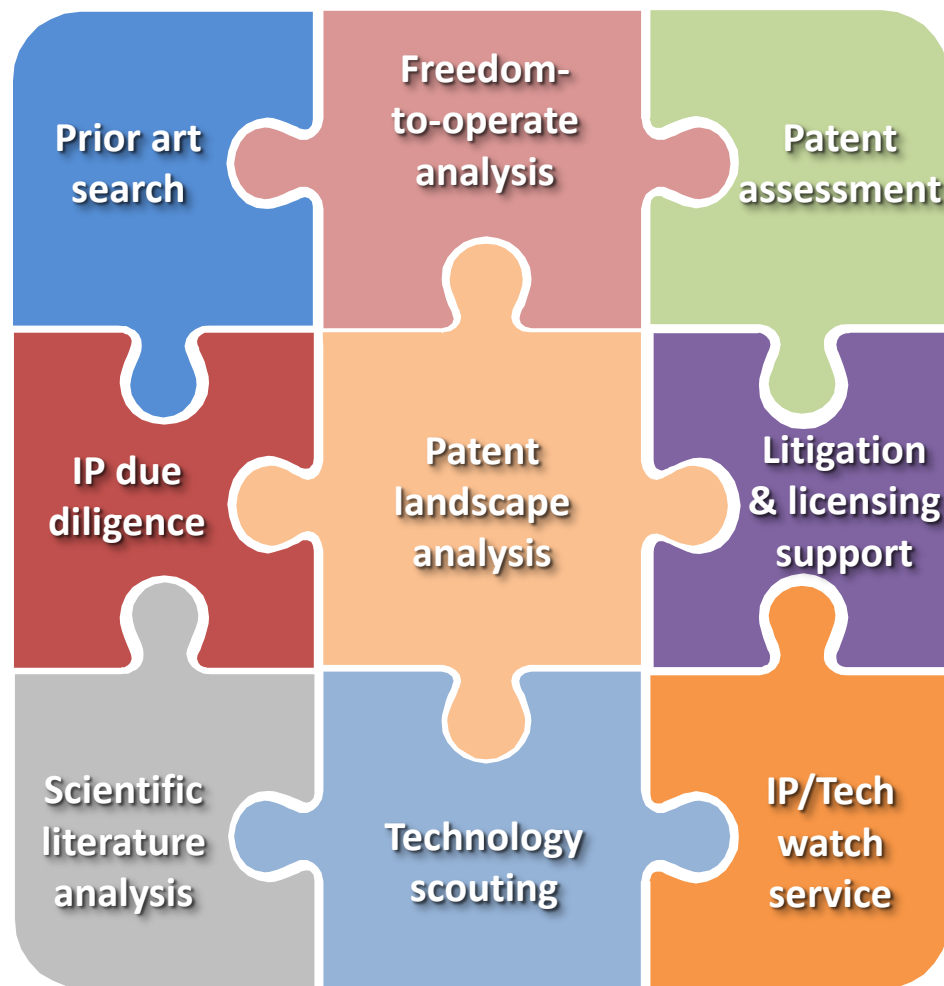 Prior art
search
Freedom-
to-operate
analysis
Patent
assessment
IP due
diligence
Patent
landscape
analysis
Litigation
& licensing
support
Scientific
literature
analysis
Technology
scouting
IP/Tech
watch
service